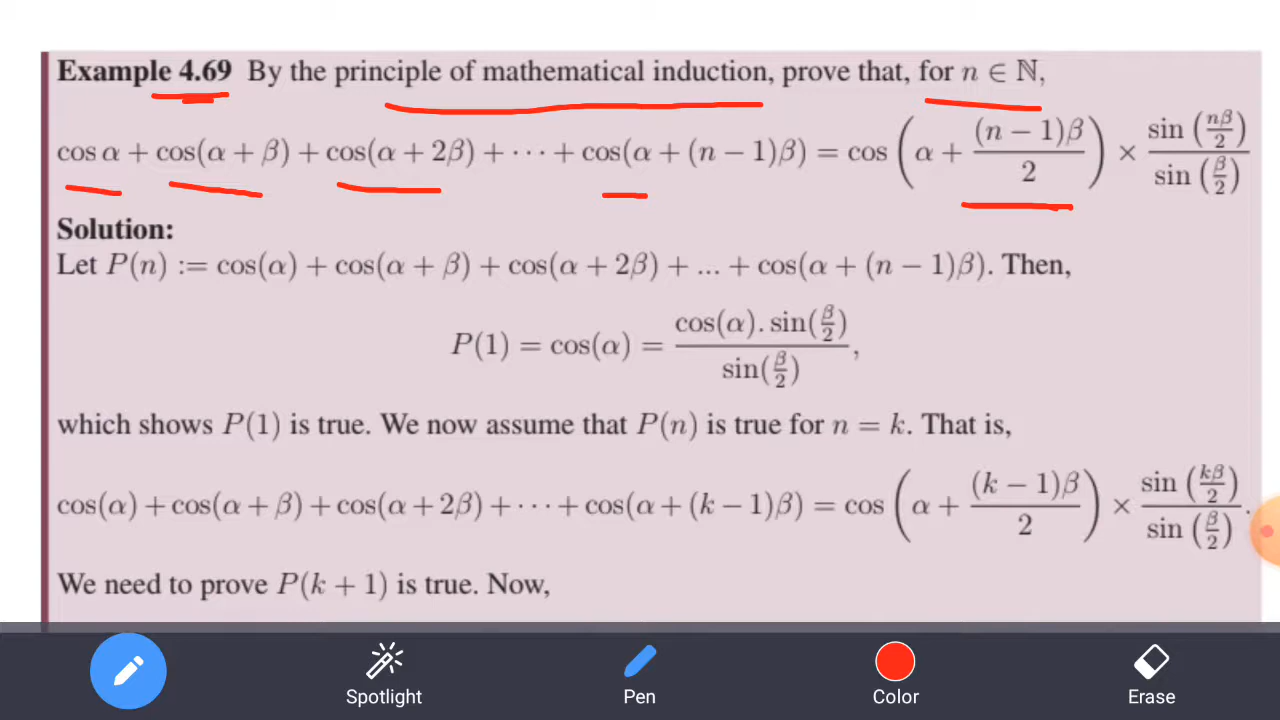 Example 4.69 By the principle of mathematical induction, prove that, for n ∈ ℕ,
cos α + cos(α + β) + cos(α + 2β) + ··· + cos(α + (n − 1)β) = cos (α + (n − 1)β/2) × sin (nβ/2)/sin (β/2)
Solution:
Let P(n) := cos(α) + cos(α + β) + cos(α + 2β) + ... + cos(α + (n − 1)β). Then,
P(1) = cos(α) = cos(α). sin(β/2)/sin(β/2),
which shows P(1) is true. We now assume that P(n) is true for n = k. That is,
cos(α) + cos(α + β) + cos(α + 2β) + ··· + cos(α + (k − 1)β) = cos (α + (k − 1)β/2) × sin (kβ/2)/sin (β/2).
We need to prove P(k + 1) is true. Now,
Spotlight Pen Color Erase